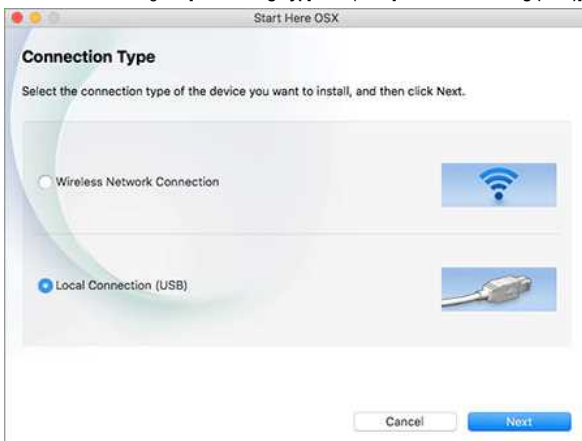 Start Here OSX
Connection Type
Select the connection type of the device you want to install, and then click Next.
Wireless Network Connection
Local Connection (USB)
Cancel
Next